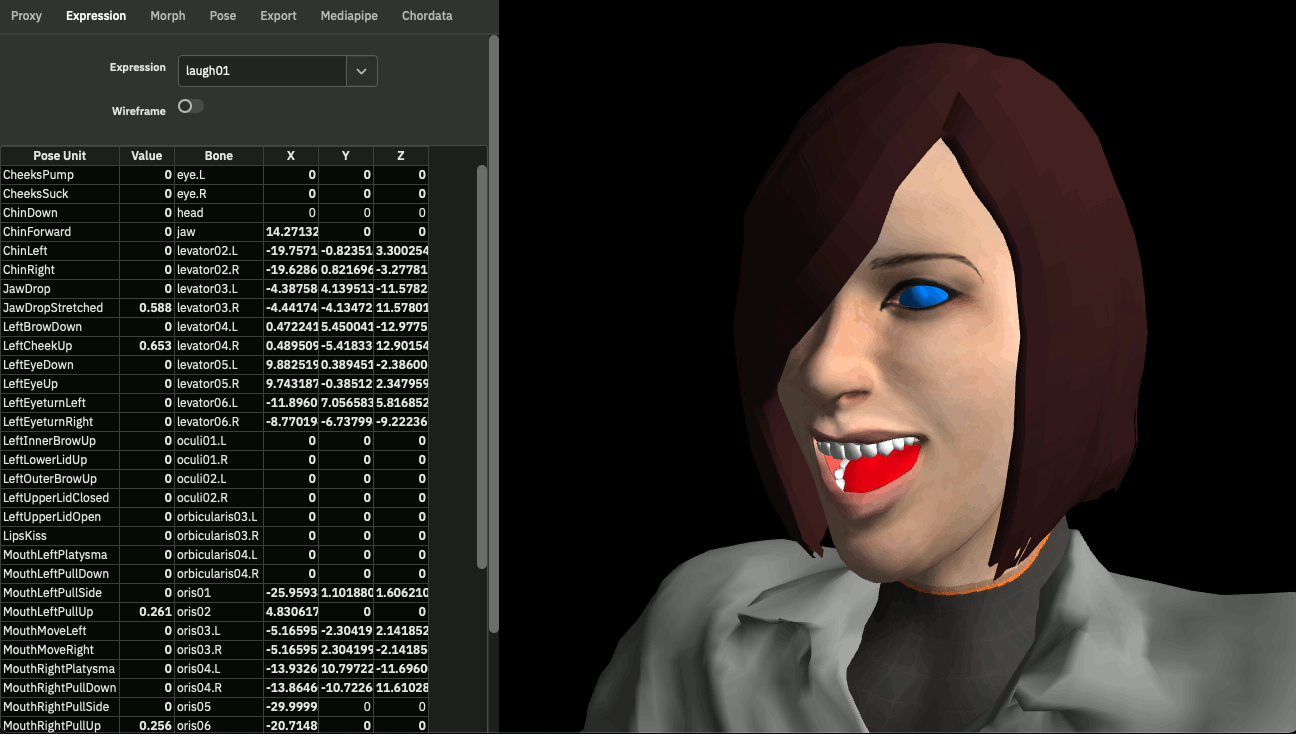 Proxy Expression Morph Pose Export Mediapipe Chordata
Expression laugh01
Wireframe
Pose Unit Value Bone X Y Z
CheeksPump 0 eye.L 0 0 0
CheeksSuck 0 eye.R 0 0 0
ChinDown 0 head 0 0 0
ChinForward 0 jaw 14.27132 0 0
ChinLeft 0 levator02.L -19.7571 -0.82351 3.300254
ChinRight 0 levator02.R -19.6286 0.821696 -3.27781
JawDrop 0 levator03.L -4.38758 4.139513 -11.5782
JawDropStretched 0.588 levator03.R -4.44174 -4.13472 11.57801
LeftBrowDown 0 levator04.L 0.472241 5.450041 -12.9775
LeftCheekUp 0.653 levator04.R 0.489509 -5.41833 12.90154
LeftEyeDown 0 levator05.L 9.882519 0.389451 -2.38600
LeftEyeUp 0 levator05.R 9.743187 -0.38512 2.347959
LeftEyeturnLeft 0 levator06.L -11.8960 7.056583 5.816852
LeftEyeturnRight 0 levator06.R -8.77019 -6.73799 -9.22236
LeftInnerBrowUp 0 oculi01.L 0 0 0
LeftLowerLidUp 0 oculi01.R 0 0 0
LeftOuterBrowUp 0 oculi02.L 0 0 0
LeftUpperLidClosed 0 oculi02.R 0 0 0
LeftUpperLidOpen 0 orbicularis03.L 0 0 0
LipsKiss 0 orbicularis03.R 0 0 0
MouthLeftPlatysma 0 orbicularis04.L 0 0 0
MouthLeftPullDown 0 orbicularis04.R 0 0 0
MouthLeftPullSide 0 oris01 -25.9593 1.101880 1.606210
MouthLeftPullUp 0.261 oris02 4.830617 0 0
MouthMoveLeft 0 oris03.L -5.16595 -2.30419 2.141852
MouthMoveRight 0 oris03.R -5.16595 2.304199 -2.14185
MouthRightPlatysma 0 oris04.L -13.9326 10.79722 -11.6960
MouthRightPullDown 0 oris04.R -13.8646 -10.7226 11.61028
MouthRightPullSide 0 oris05 -29.9999 0 0
MouthRightPullUp 0.256 oris06 -20.7148 0 0